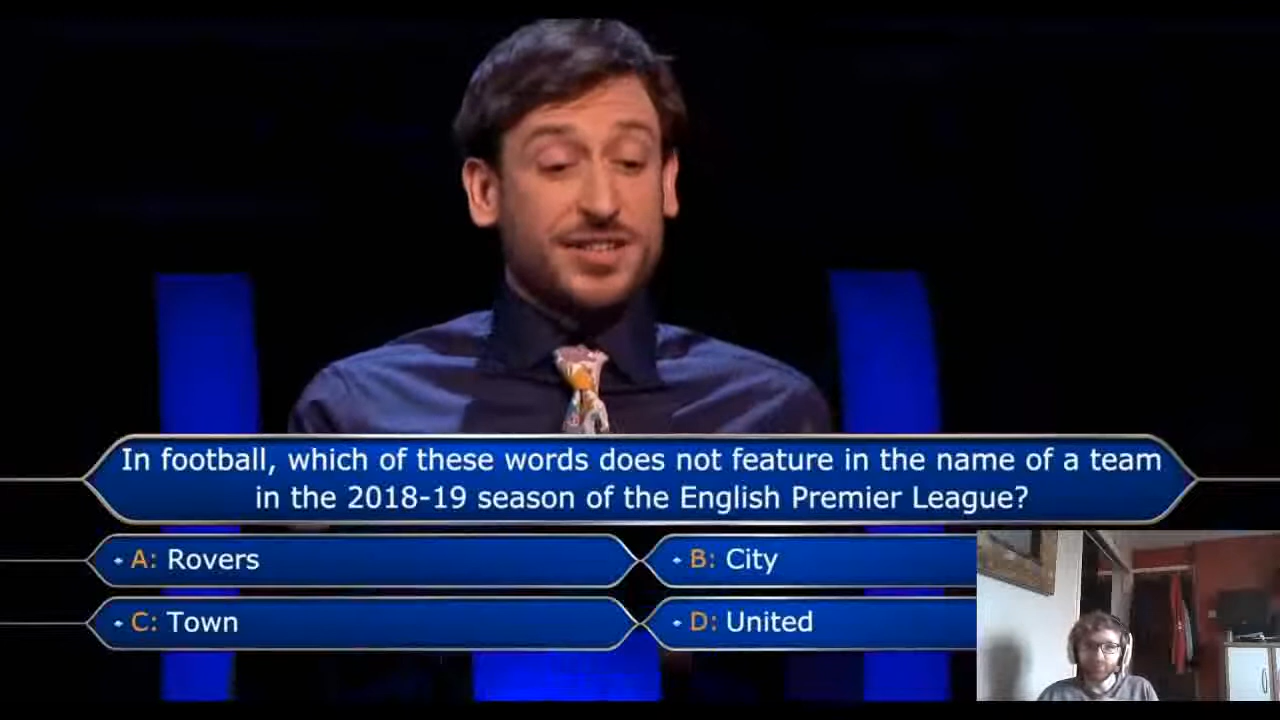 In football, which of these words does not feature in the name of a team
in the 2018-19 season of the English Premier League?
A: Rovers
B: City
C: Town
D: United